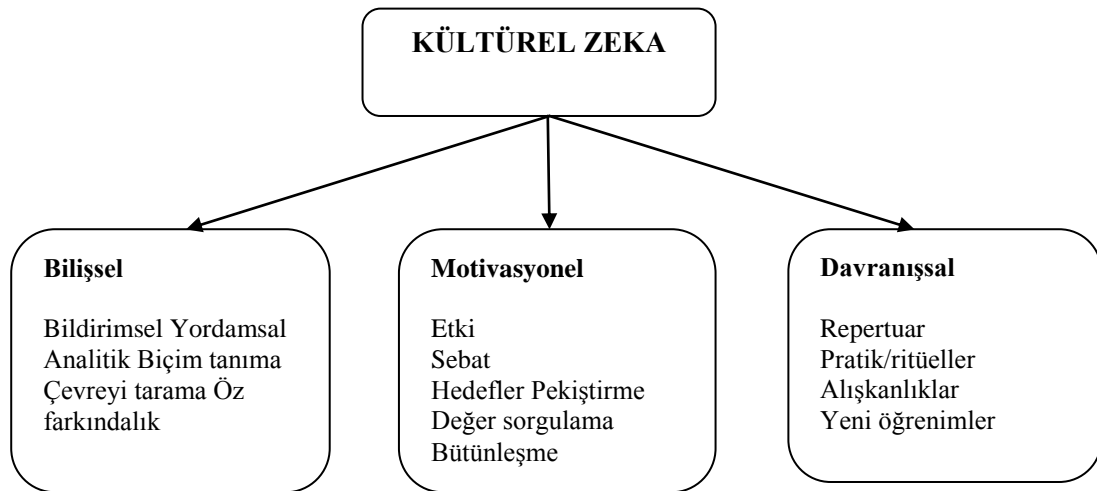 KÜLTÜREL ZEKA
Bilişsel
Bildirimsel Yordamsal
Analitik Biçim tanıma
Çevreyi tarama Öz
farkındalık
Motivasyonel
Etki
Sebat
Hedefler Pekiştirme
Değer sorgulama
Bütünleşme
Davranışsal
Repertuar
Pratik/ritüeller
Alışkanlıklar
Yeni öğrenimler